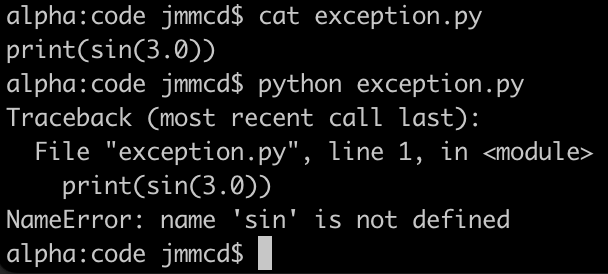 alpha:code jmmcd$ cat exception.py
print(sin(3.0))
alpha:code jmmcd$ python exception.py
Traceback (most recent call last):
  File "exception.py", line 1, in <module>
    print(sin(3.0))
NameError: name 'sin' is not defined
alpha:code jmmcd$